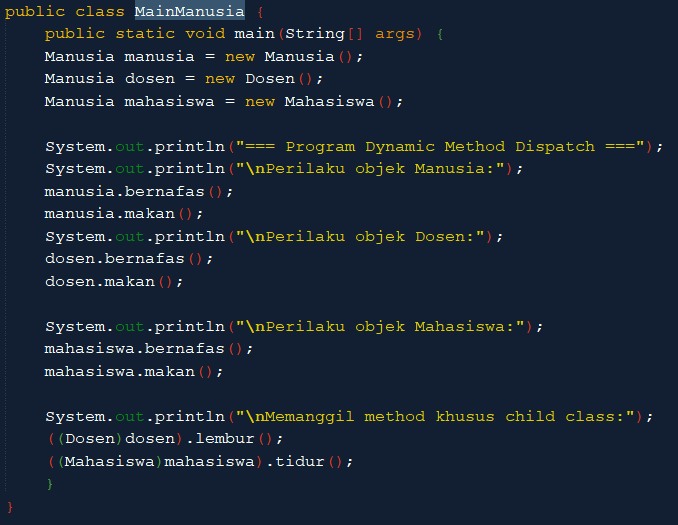 public class MainManusia {
    public static void main(String[] args) {
    Manusia manusia = new Manusia();
    Manusia dosen = new Dosen();
    Manusia mahasiswa = new Mahasiswa();

    System.out.println("=== Program Dynamic Method Dispatch ===");
    System.out.println("\nPerilaku objek Manusia:");
    manusia.bernafas();
    manusia.makan();
    System.out.println("\nPerilaku objek Dosen:");
    dosen.bernafas();
    dosen.makan();

    System.out.println("\nPerilaku objek Mahasiswa:");
    mahasiswa.bernafas();
    mahasiswa.makan();

    System.out.println("\nMemanggil method khusus child class:");
    ((Dosen)dosen).lembur();
    ((Mahasiswa)mahasiswa).tidur();
    }
}